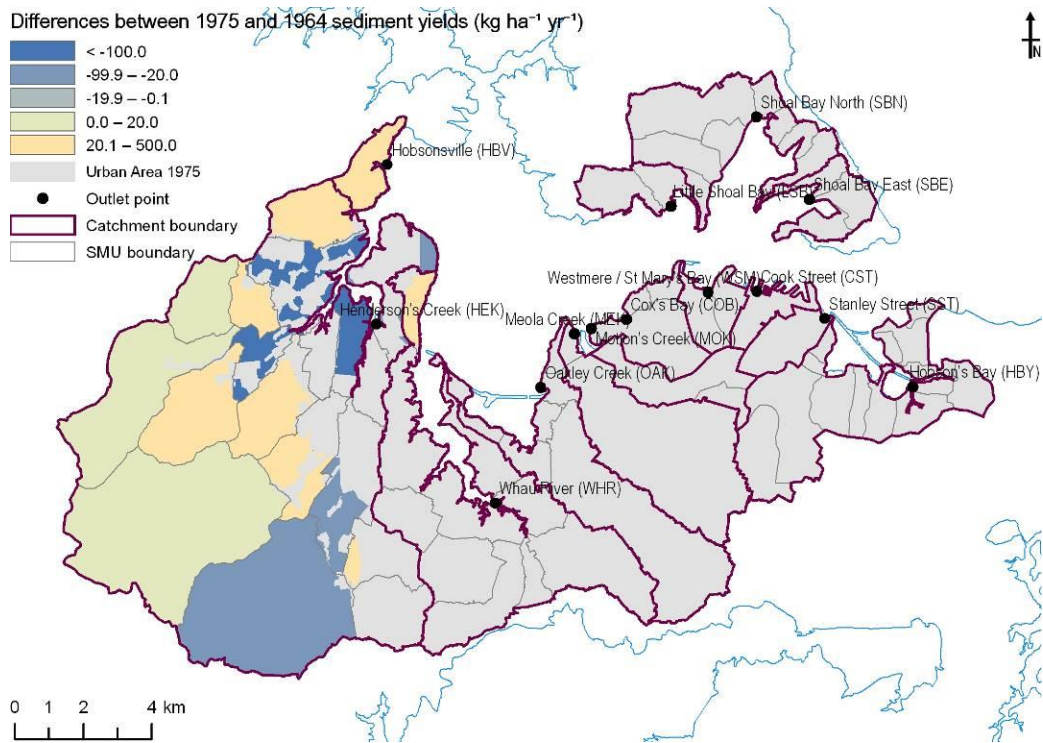 Differences between 1975 and 1964 sediment yields (kg ha⁻¹ yr⁻¹)
< -100.0
-99.9 – -20.0
-19.9 – -0.1
0.0 – 20.0
20.1 – 500.0
Urban Area 1975
Outlet point
Catchment boundary
SMU boundary
N
Shoal Bay North (SBN)
Hobsonsville (HBV)
Little Shoal Bay (LSB)
Shoal Bay East (SBE)
Westmere / St Mary's Bay (WSM)
Cook Street (CST)
Henderson's Creek (HEK)
Meola Creek (MEK)
Cox's Bay (COB)
Stanley Street (SST)
Motion's Creek (MOK)
Oakley Creek (OAK)
Hobson's Bay (HBY)
Whau River (WHR)
0 1 2 4 km